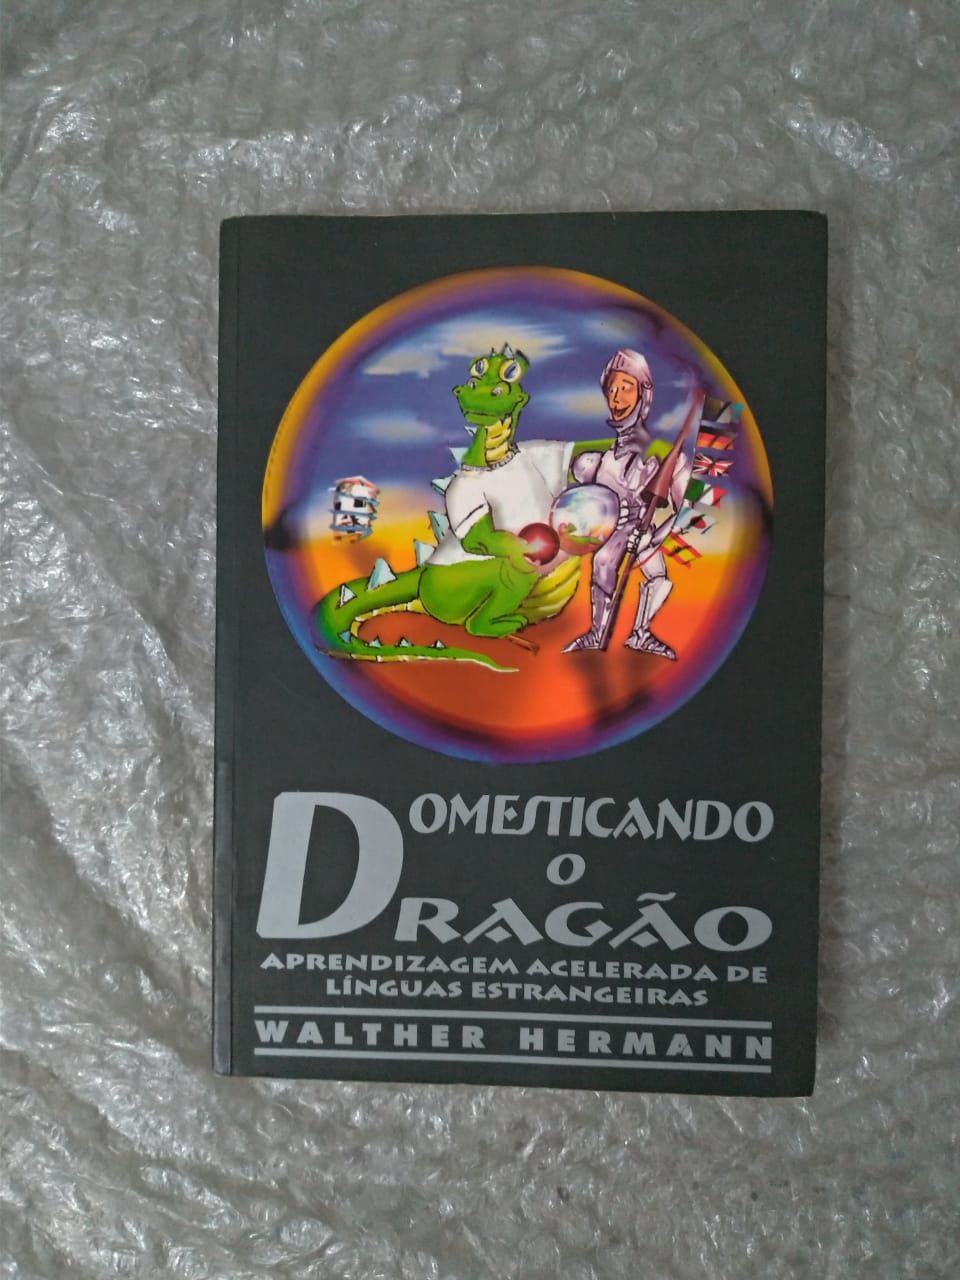 DOMESTICANDO
O
DRAGÃO
APRENDIZAGEM ACELERADA DE
LÍNGUAS ESTRANGEIRAS
WALTHER HERMANN